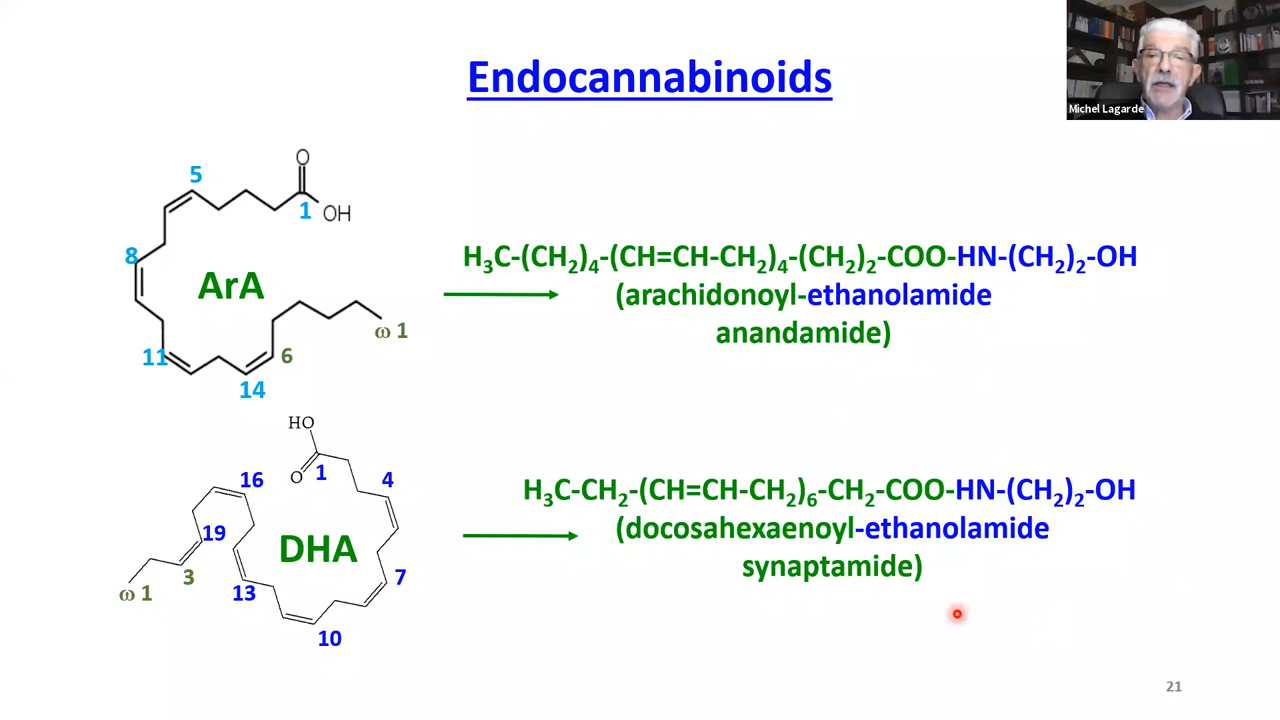 Endocannabinoids
Michel Lagarde
O
5
1
OH
8
ArA
ω 1
11
6
14
H₃C-(CH₂)₄-(CH=CH-CH₂)₄-(CH₂)₂-COO-HN-(CH₂)₂-OH
(arachidonoyl-ethanolamide
anandamide)
HO
O
1
4
16
19
DHA
3
ω 1
13
7
10
H₃C-CH₂-(CH=CH-CH₂)₆-CH₂-COO-HN-(CH₂)₂-OH
(docosahexaenoyl-ethanolamide
synaptamide)
21